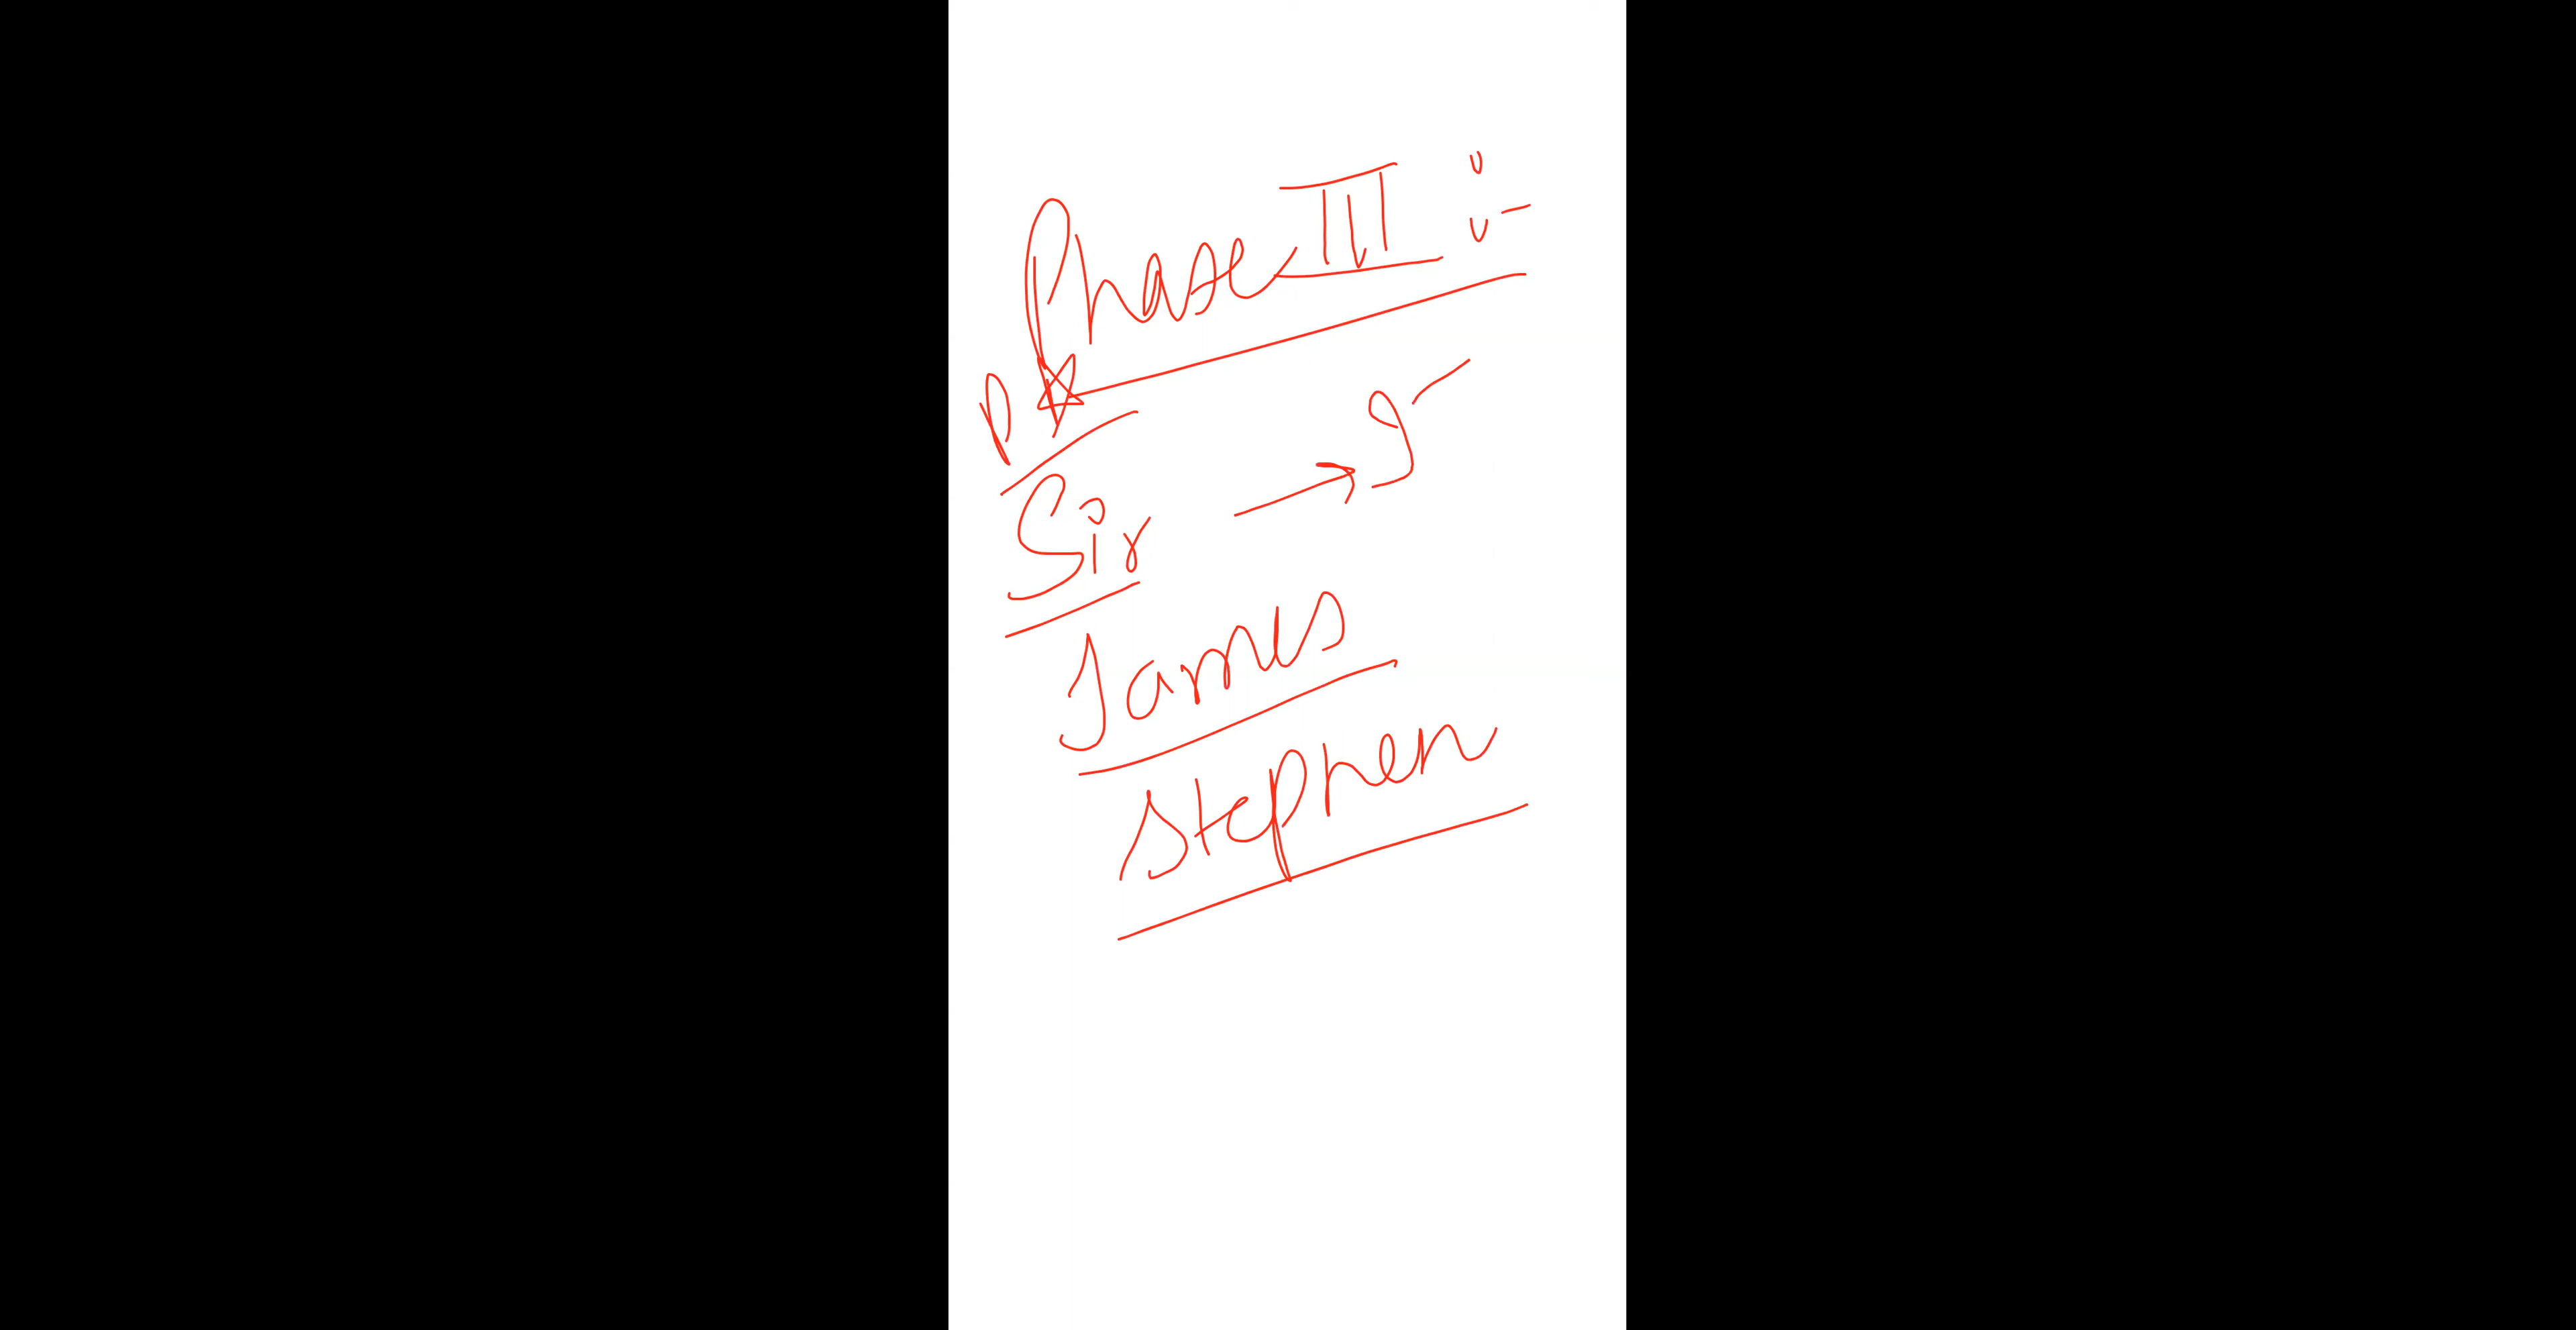 Phase III :-
Sir → 9
James
Stephen